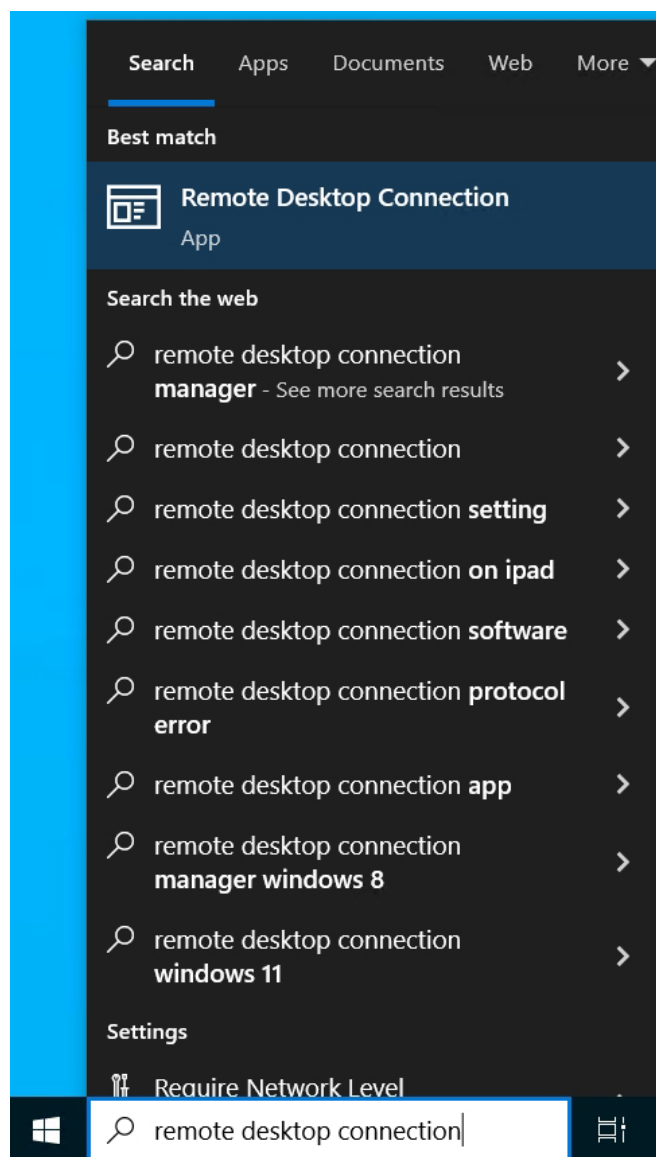 Search Apps Documents Web More
Best match
Remote Desktop Connection
App
Search the web
remote desktop connection
manager - See more search results
remote desktop connection
remote desktop connection setting
remote desktop connection on ipad
remote desktop connection software
remote desktop connection protocol
error
remote desktop connection app
remote desktop connection
manager windows 8
remote desktop connection
windows 11
Settings
Require Network Level
remote desktop connection